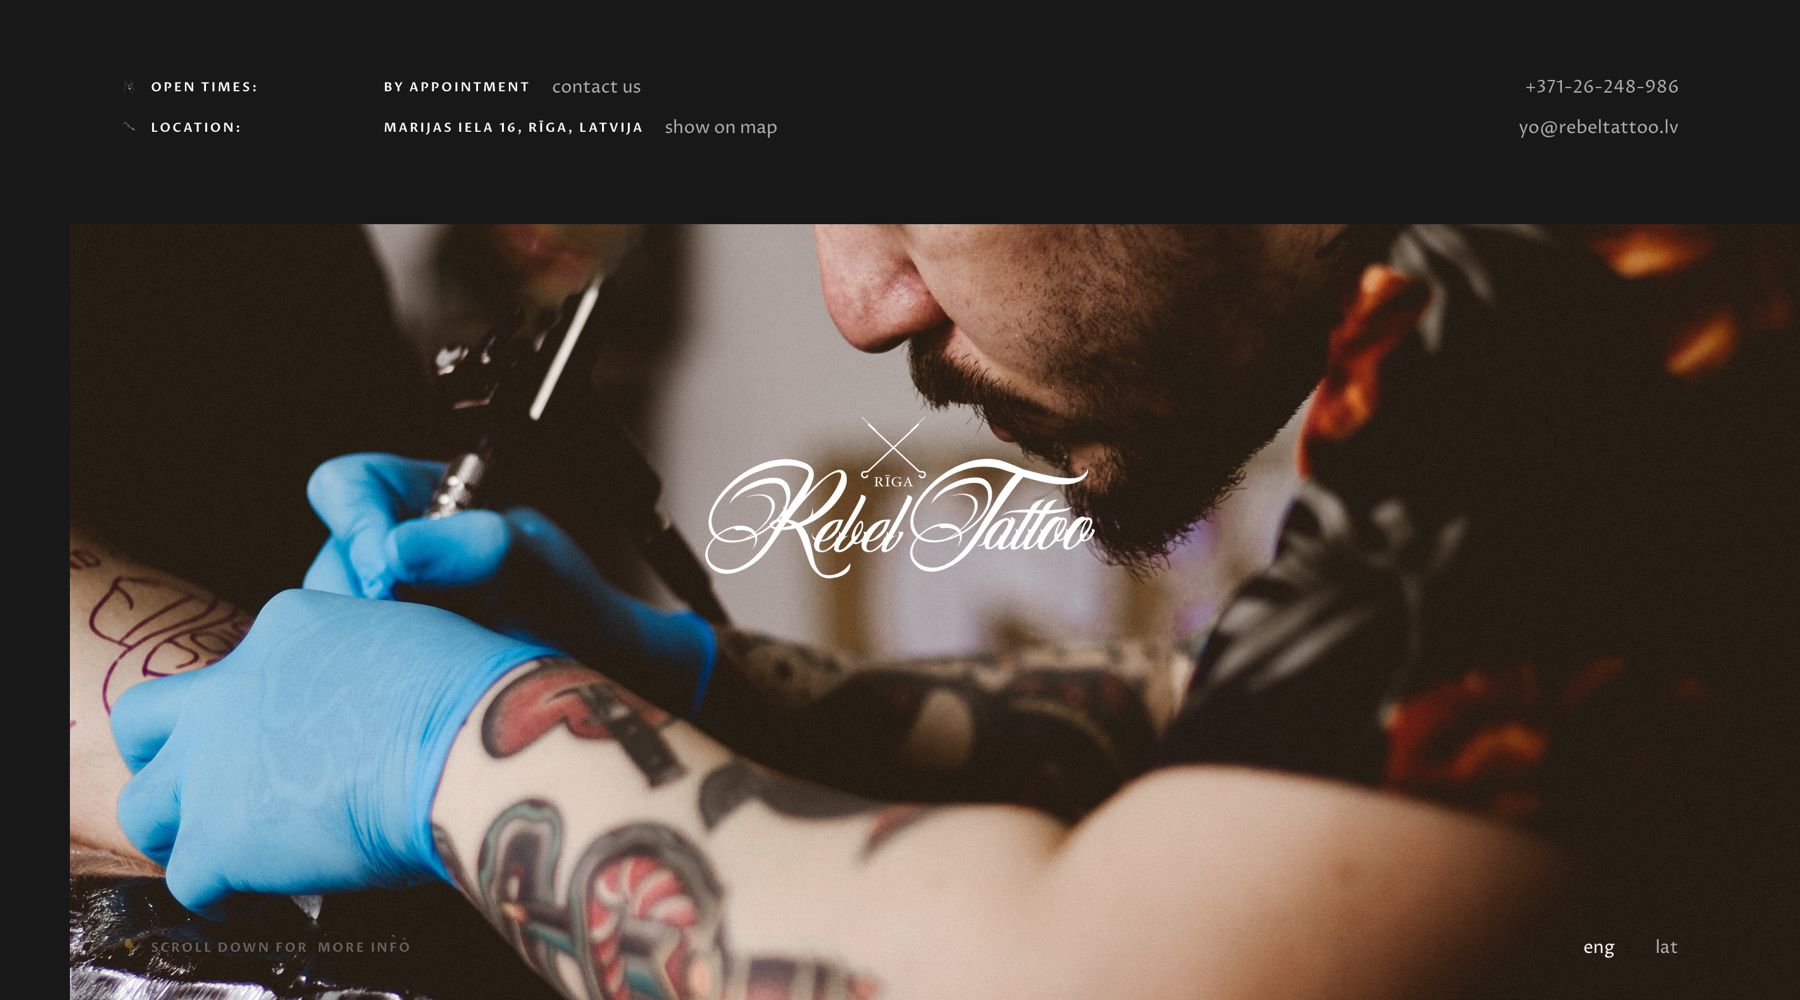 OPEN TIMES: BY APPOINTMENT contact us +371-26-248-986
LOCATION: MARIJAS IELA 16, RĪGA, LATVIJA show on map yo@rebeltattoo.lv
RĪGA
Rebel Tattoo
SCROLL DOWN FOR MORE INFO
eng lat